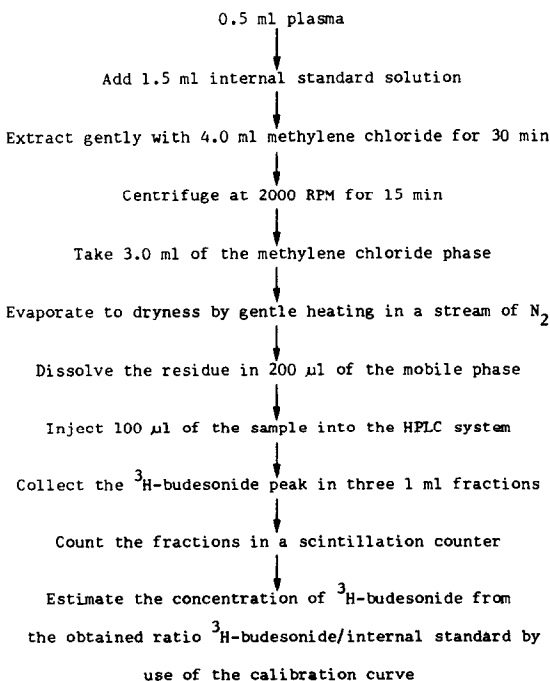 0.5 ml plasma
Add 1.5 ml internal standard solution
Extract gently with 4.0 ml methylene chloride for 30 min
Centrifuge at 2000 RPM for 15 min
Take 3.0 ml of the methylene chloride phase
Evaporate to dryness by gentle heating in a stream of N₂
Dissolve the residue in 200 µl of the mobile phase
Inject 100 µl of the sample into the HPLC system
Collect the ³H-budesonide peak in three 1 ml fractions
Count the fractions in a scintillation counter
Estimate the concentration of ³H-budesonide from
the obtained ratio ³H-budesonide/internal standard by
use of the calibration curve